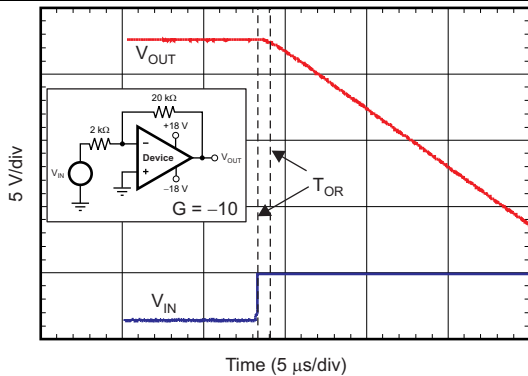 V_OUT
20 kΩ
+18 V
2 kΩ
−
Device
V_OUT
+
V_IN
−18 V
G = −10
T_OR
V_IN
5 V/div
Time (5 µs/div)